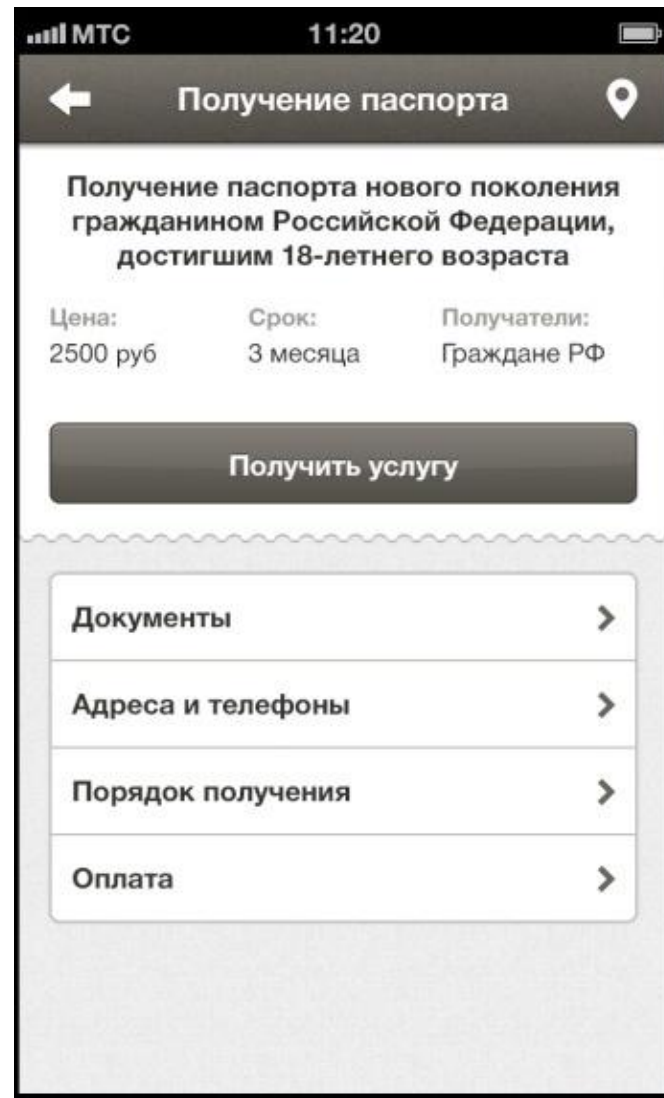 МТС 11:20
Получение паспорта
Получение паспорта нового поколения
гражданином Российской Федерации,
достигшим 18-летнего возраста
Цена: Срок: Получатели:
2500 руб 3 месяца Граждане РФ
Получить услугу
Документы
Адреса и телефоны
Порядок получения
Оплата